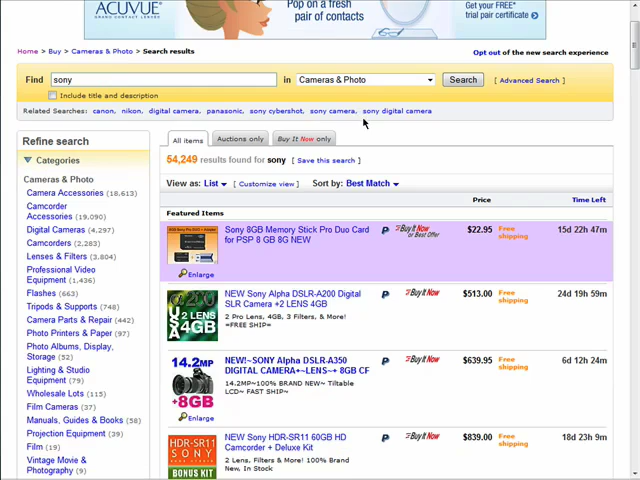 ACUVUE
BRAND CONTACT LENSES
Pop on a fresh
pair of contacts
Get your FREE*
trial pair certificate
Home > Buy > Cameras & Photo > Search results
Opt out of the new search experience
Find sony in Cameras & Photo Search [ Advanced Search ]
Include title and description
Related Searches: canon, nikon, digital camera, panasonic, sony cybershot, sony camera, sony digital camera
Refine search
Categories
Cameras & Photo
Camera Accessories (18,613)
Camcorder
Accessories (19,090)
Digital Cameras (4,297)
Camcorders (2,283)
Lenses & Filters (3,804)
Professional Video
Equipment (1,436)
Flashes (663)
Tripods & Supports (748)
Camera Parts & Repair (442)
Photo Printers & Paper (97)
Photo Albums, Display,
Storage (52)
Lighting & Studio
Equipment (79)
Wholesale Lots (115)
Film Cameras (37)
Manuals, Guides & Books (58)
Projection Equipment (29)
Film (19)
Vintage Movie &
Photography (9)
All items Auctions only Buy It Now only
54,249 results found for sony [ Save this search ]
View as: List [ Customize view ] Sort by: Best Match
Price Time Left
Featured Items
Sony 8GB Memory Stick Pro Duo Card
for PSP 8 GB 8G NEW
Buy It Now
or Best Offer
$22.95
Free
shipping
15d 22h 47m
Enlarge
NEW Sony Alpha DSLR-A200 Digital
SLR Camera +2 LENS 4GB
2 Pro Lens, 4GB, 3 Filters, & More!
=FREE SHIP=
Buy It Now
$513.00
Free
shipping
24d 19h 59m
USA
2 LENS
4GB
NEW!~SONY Alpha DSLR-A350
DIGITAL CAMERA+~LENS~+ 8GB CF
14.2MP~100% BRAND NEW~ Tiltable
LCD~ FAST SHIP~
Buy It Now
$639.95
Free
shipping
6d 12h 24m
14.2MP
+8GB
Enlarge
NEW Sony HDR-SR11 60GB HD
Camcorder + Deluxe Kit
2 Lens, Filters & More! 100% Brand
New, In Stock
Buy It Now
$839.00
Free
shipping
18d 23h 9m
HDR-SR11
SONY
BONUS KIT